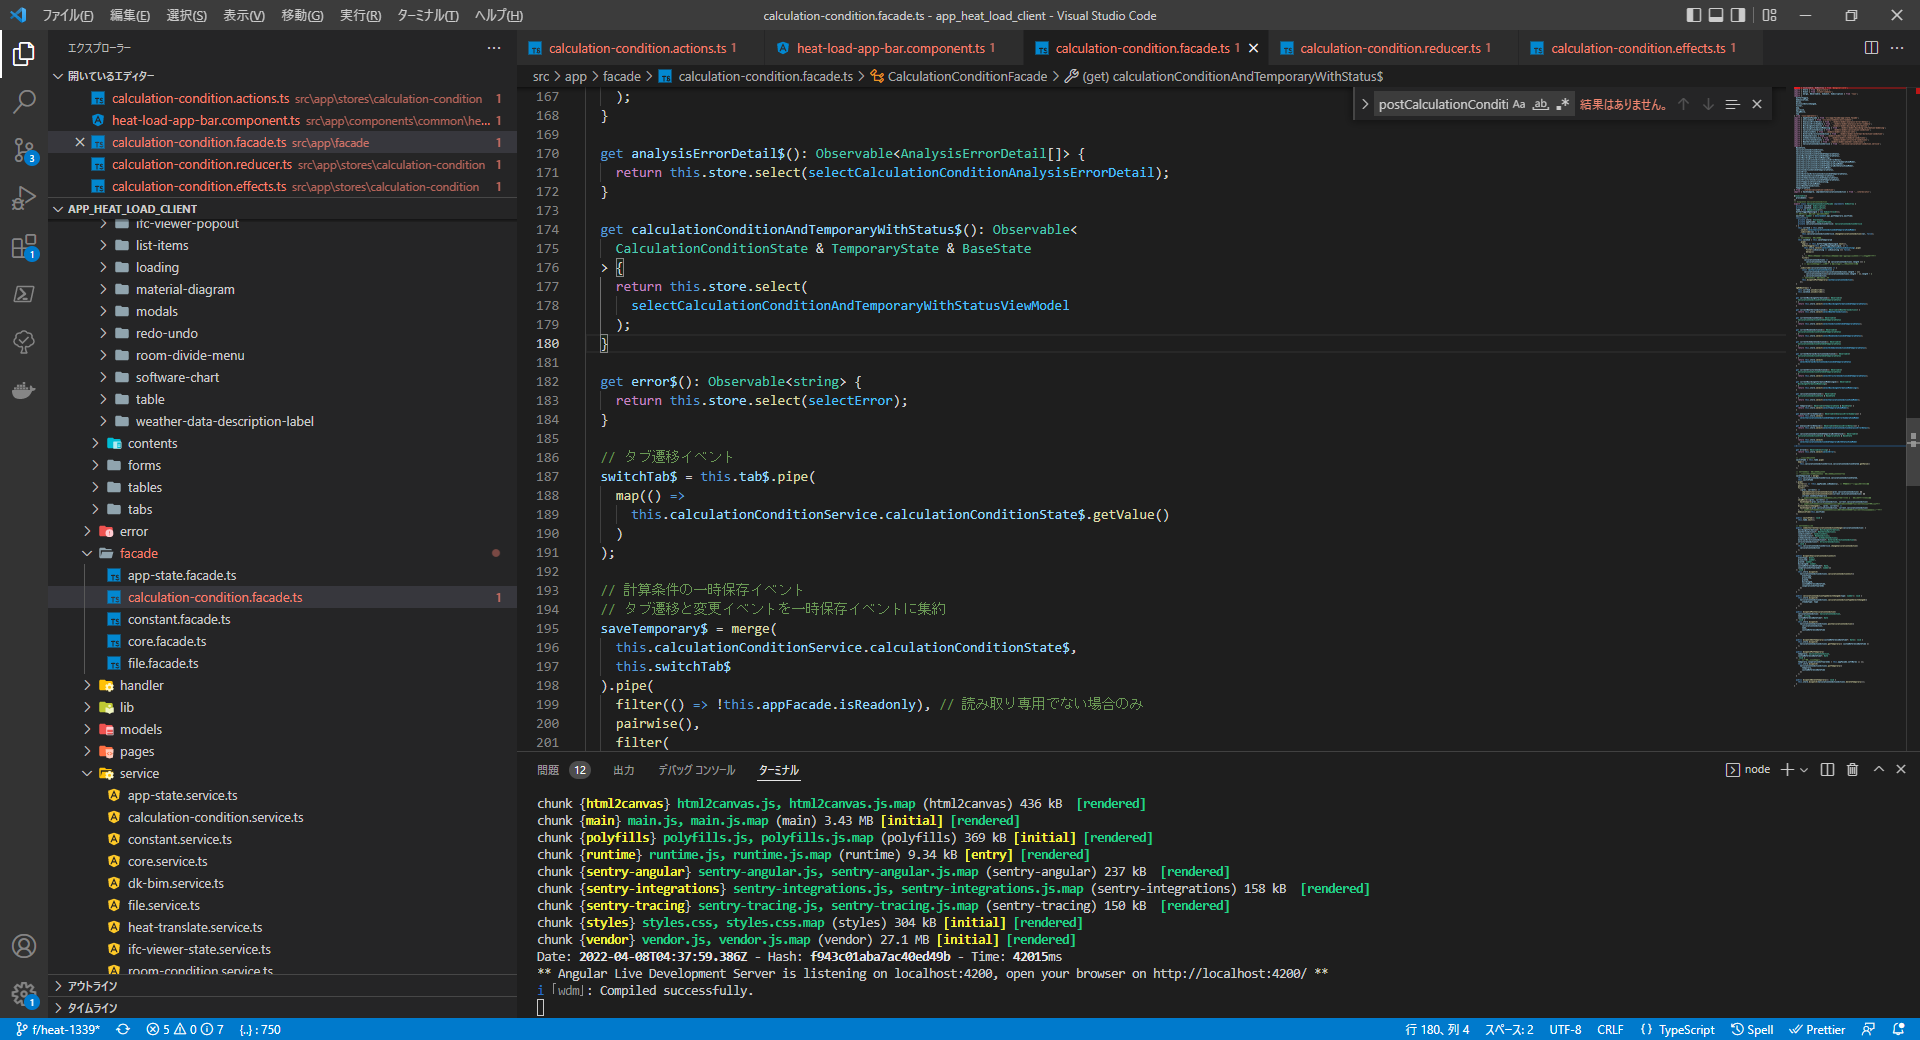 ファイル(F) 編集(E) 選択(S) 表示(V) 移動(G) 実行(R) ターミナル(T) ヘルプ(H) calculation-condition.facade.ts - app_heat_load_client - Visual Studio Code
エクスプローラー
開いているエディター
calculation-condition.actions.ts src\app\stores\calculation-condition 1
heat-load-app-bar.component.ts src\app\components\common\he... 1
calculation-condition.facade.ts src\app\facade 1
calculation-condition.reducer.ts src\app\stores\calculation-condition 1
calculation-condition.effects.ts src\app\stores\calculation-condition 1
APP_HEAT_LOAD_CLIENT
ifc-viewer-popout
list-items
loading
material-diagram
modals
redo-undo
room-divide-menu
software-chart
table
weather-data-description-label
contents
forms
tables
tabs
error
facade
app-state.facade.ts
calculation-condition.facade.ts 1
constant.facade.ts
core.facade.ts
file.facade.ts
handler
lib
models
pages
service
app-state.service.ts
calculation-condition.service.ts
constant.service.ts
core.service.ts
dk-bim.service.ts
file.service.ts
heat-translate.service.ts
ifc-viewer-state.service.ts
room-condition.service.ts
アウトライン
タイムライン
3
1
1
calculation-condition.actions.ts 1 heat-load-app-bar.component.ts 1 calculation-condition.facade.ts 1 calculation-condition.reducer.ts 1 calculation-condition.effects.ts 1
src > app > facade > calculation-condition.facade.ts > CalculationConditionFacade > (get) calculationConditionAndTemporaryWithStatus$
postCalculationConditi Aa ab .* 結果はありません。
167 );
168 }
169
170 get analysisErrorDetail$(): Observable<AnalysisErrorDetail[]> {
171 return this.store.select(selectCalculationConditionAnalysisErrorDetail);
172 }
173
174 get calculationConditionAndTemporaryWithStatus$(): Observable<
175 CalculationConditionState & TemporaryState & BaseState
176 > {
177 return this.store.select(
178 selectCalculationConditionAndTemporaryWithStatusViewModel
179 );
180 }
181
182 get error$(): Observable<string> {
183 return this.store.select(selectError);
184 }
185
186 // タブ遷移イベント
187 switchTab$ = this.tab$.pipe(
188 map(() =>
189 this.calculationConditionService.calculationConditionState$.getValue()
190 )
191 );
192
193 // 計算条件の一時保存イベント
194 // タブ遷移と変更イベントを一時保存イベントに集約
195 saveTemporary$ = merge(
196 this.calculationConditionService.calculationConditionState$,
197 this.switchTab$
198 ).pipe(
199 filter(() => !this.appFacade.isReadonly), // 読み取り専用でない場合のみ
200 pairwise(),
201 filter(
問題 12 出力 デバッグ コンソール ターミナル node
chunk {html2canvas} html2canvas.js, html2canvas.js.map (html2canvas) 436 kB [rendered]
chunk {main} main.js, main.js.map (main) 3.43 MB [initial] [rendered]
chunk {polyfills} polyfills.js, polyfills.js.map (polyfills) 369 kB [initial] [rendered]
chunk {runtime} runtime.js, runtime.js.map (runtime) 9.34 kB [entry] [rendered]
chunk {sentry-angular} sentry-angular.js, sentry-angular.js.map (sentry-angular) 237 kB [rendered]
chunk {sentry-integrations} sentry-integrations.js, sentry-integrations.js.map (sentry-integrations) 158 kB [rendered]
chunk {sentry-tracing} sentry-tracing.js, sentry-tracing.js.map (sentry-tracing) 150 kB [rendered]
chunk {styles} styles.css, styles.css.map (styles) 304 kB [initial] [rendered]
chunk {vendor} vendor.js, vendor.js.map (vendor) 27.1 MB [initial] [rendered]
Date: 2022-04-08T04:37:59.386Z - Hash: f943c01aba7ac40ed49b - Time: 42015ms
** Angular Live Development Server is listening on localhost:4200, open your browser on http://localhost:4200/ **
i ｢wdm｣: Compiled successfully.
f/heat-1339* 5 0 7 {..} : 750 行 180、列 4 スペース: 2 UTF-8 CRLF {} TypeScript Spell Prettier